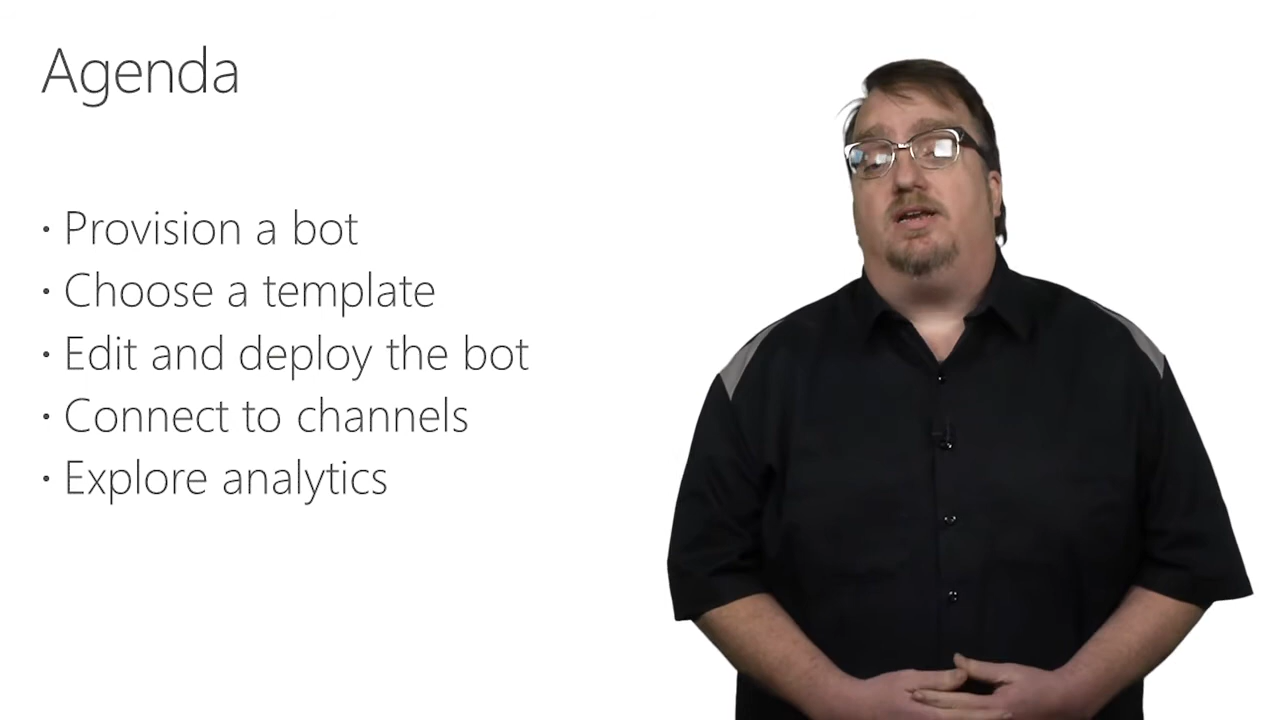 Agenda
· Provision a bot
· Choose a template
· Edit and deploy the bot
· Connect to channels
· Explore analytics